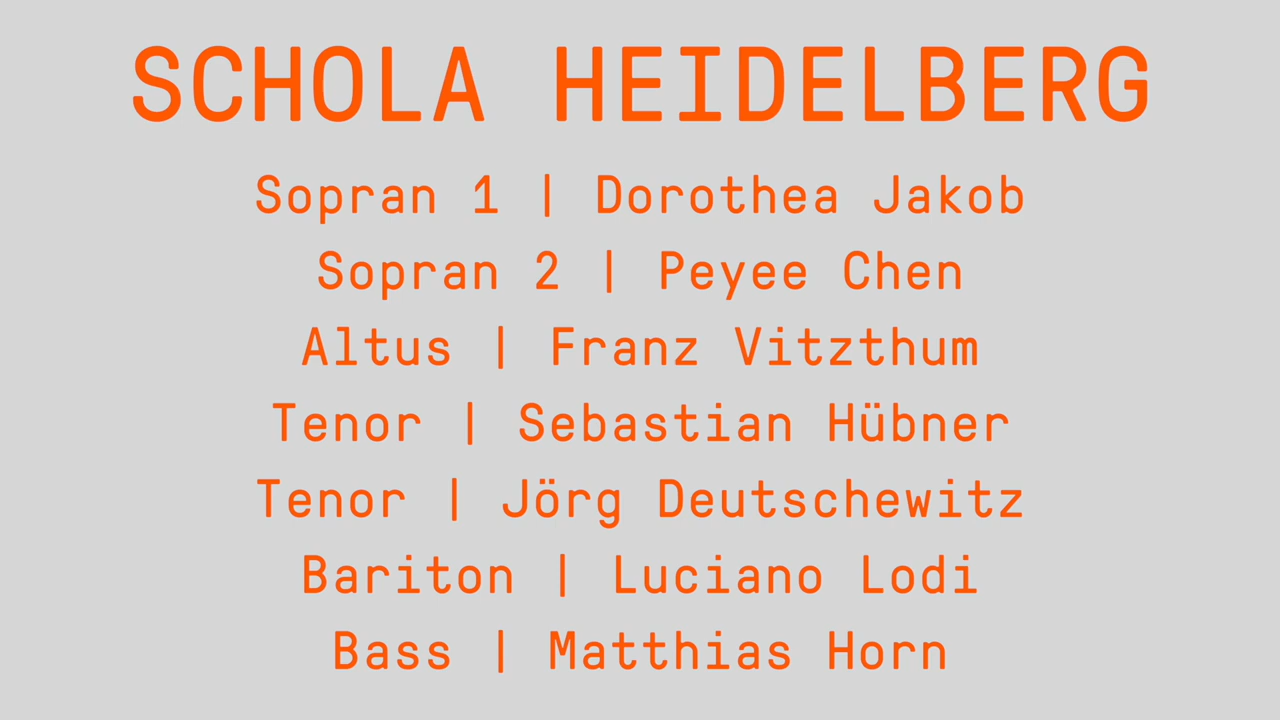 SCHOLA HEIDELBERG
Sopran 1 | Dorothea Jakob
Sopran 2 | Peyee Chen
Altus | Franz Vitzthum
Tenor | Sebastian Hübner
Tenor | Jörg Deutschewitz
Bariton | Luciano Lodi
Bass | Matthias Horn